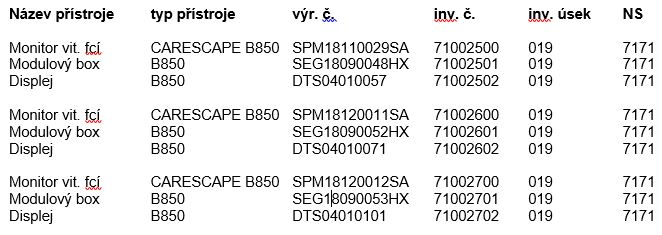 Název přístroje typ přístroje výr. č. inv. č. inv. úsek NS
Monitor vit. fcí CARESCAPE B850 SPM18110029SA 71002500 019 7171
Modulový box B850 SEG18090048HX 71002501 019 7171
Displej B850 DTS04010057 71002502 019 7171
Monitor vit. fcí CARESCAPE B850 SPM18120011SA 71002600 019 7171
Modulový box B850 SEG18090052HX 71002601 019 7171
Displej B850 DTS04010071 71002602 019 7171
Monitor vit. fcí CARESCAPE B850 SPM18120012SA 71002700 019 7171
Modulový box B850 SEG18090053HX 71002701 019 7171
Displej B850 DTS04010101 71002702 019 7171